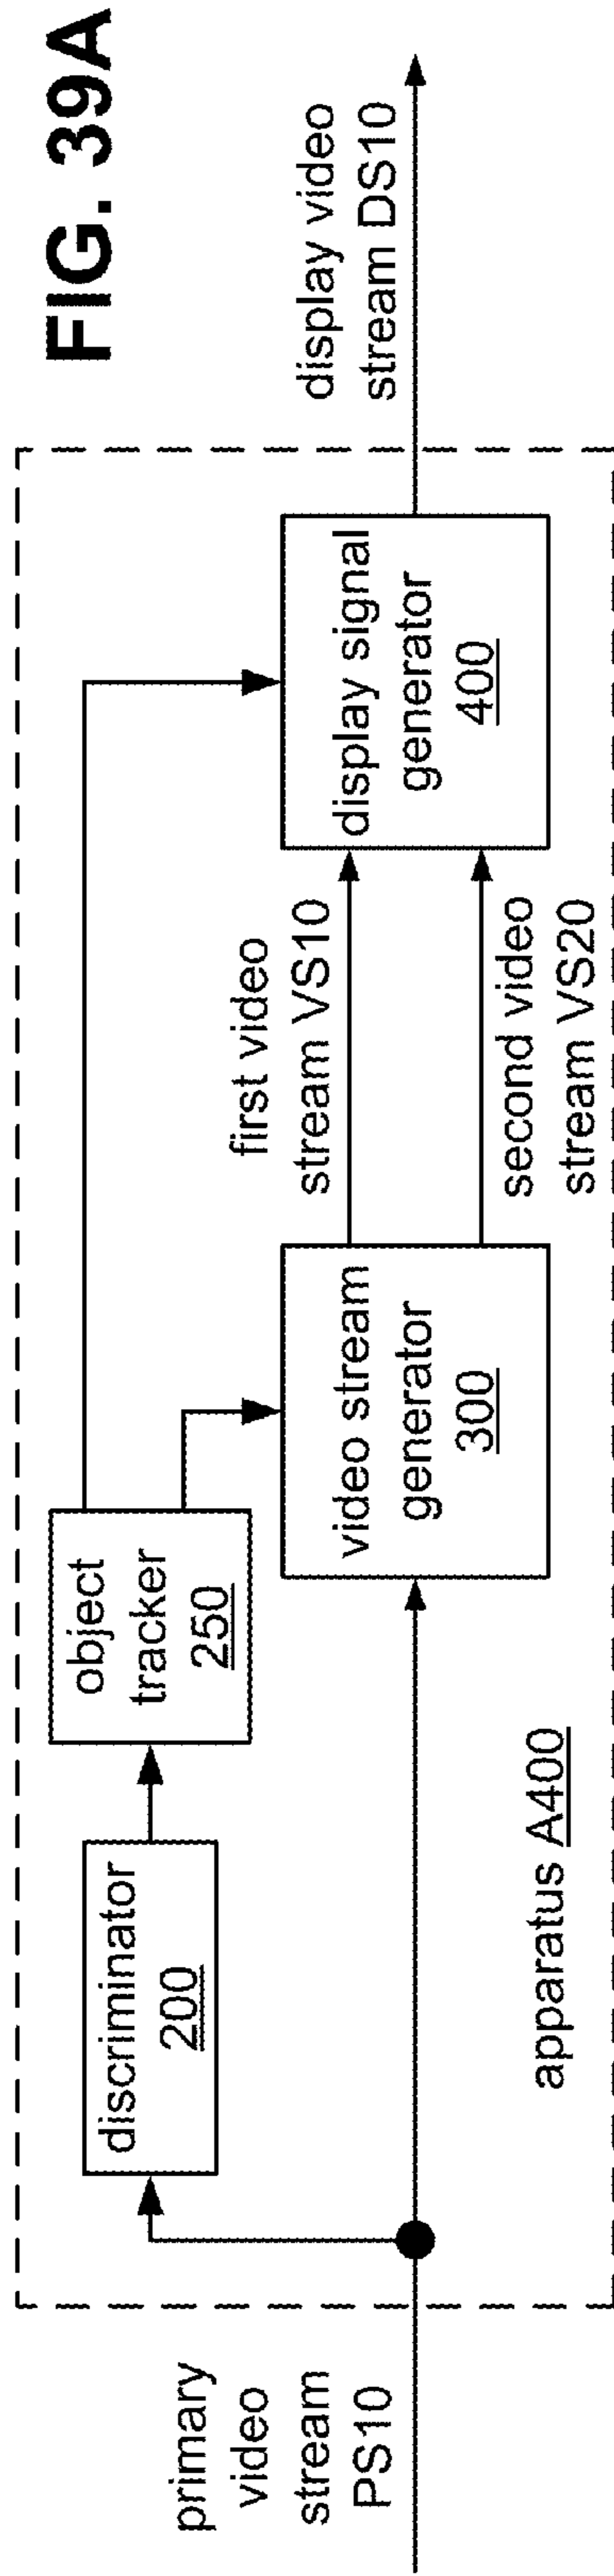 FIG. 39A
primary
video
stream
PS10
discriminator
200
object
tracker
250
video stream
generator
300
first video
stream VS10
second video
stream VS20
display signal
generator
400
display video
stream DS10
apparatus A400